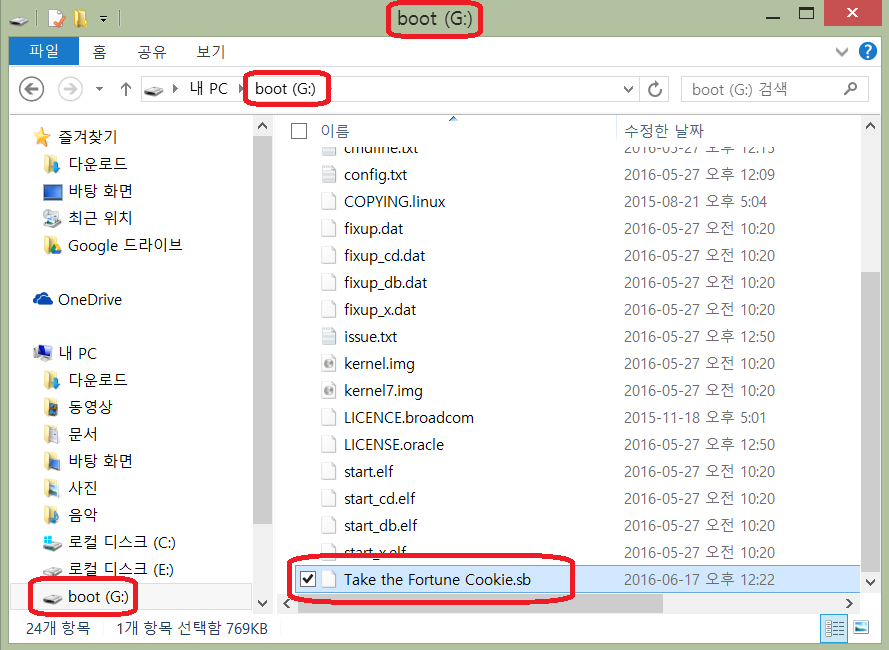 boot (G:)
파일 홈 공유 보기
내 PC boot (G:) boot (G:) 검색
즐겨찾기
다운로드
바탕 화면
최근 위치
Google 드라이브
OneDrive
내 PC
다운로드
동영상
문서
바탕 화면
사진
음악
로컬 디스크 (C:)
로컬 디스크 (E:)
boot (G:)
이름 수정한 날짜
cmdline.txt 2016-05-27 오후 12:15
config.txt 2016-05-27 오후 12:09
COPYING.linux 2015-08-21 오후 5:04
fixup.dat 2016-05-27 오전 10:20
fixup_cd.dat 2016-05-27 오전 10:20
fixup_db.dat 2016-05-27 오전 10:20
fixup_x.dat 2016-05-27 오전 10:20
issue.txt 2016-05-27 오후 12:50
kernel.img 2016-05-27 오전 10:20
kernel7.img 2016-05-27 오전 10:20
LICENCE.broadcom 2015-11-18 오후 5:01
LICENSE.oracle 2016-05-27 오후 12:50
start.elf 2016-05-27 오전 10:20
start_cd.elf 2016-05-27 오전 10:20
start_db.elf 2016-05-27 오전 10:20
start_x.elf 2016-05-27 오전 10:20
Take the Fortune Cookie.sb 2016-06-17 오후 12:22
24개 항목 1개 항목 선택함 769KB